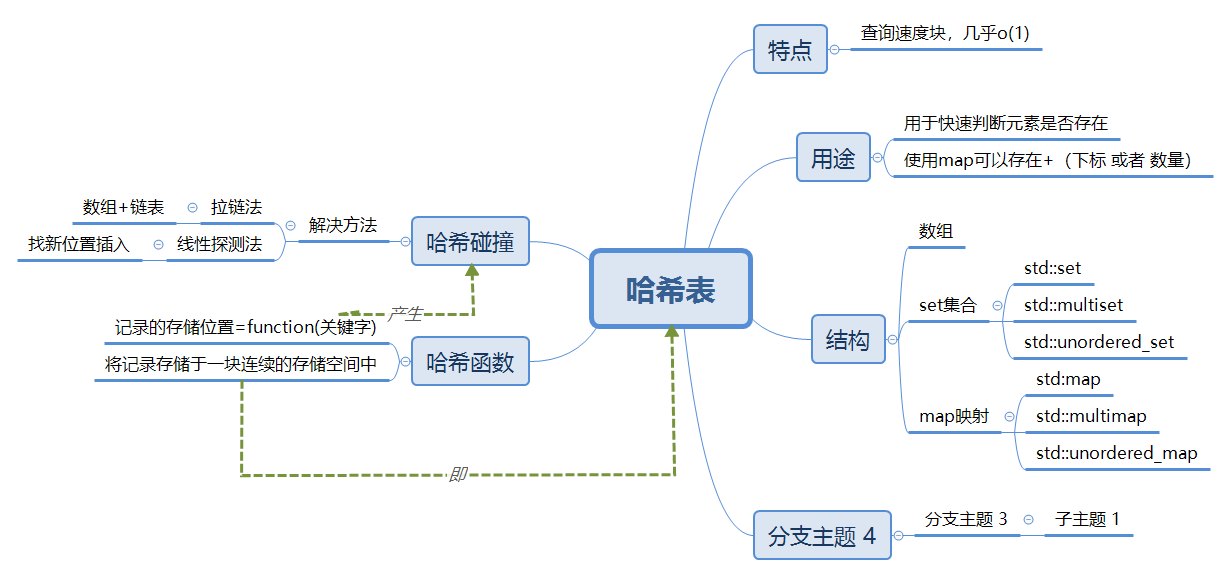 哈希表
特点
查询速度块，几乎o(1)
用途
用于快速判断元素是否存在
使用map可以存在+（下标 或者 数量）
结构
数组
set集合
std::set
std::multiset
std::unordered_set
map映射
std:map
std::multimap
std::unordered_map
分支主题 4
分支主题 3
子主题 1
哈希碰撞
解决方法
拉链法
数组+链表
线性探测法
找新位置插入
产生
哈希函数
记录的存储位置=function(关键字)
将记录存储于一块连续的存储空间中
即